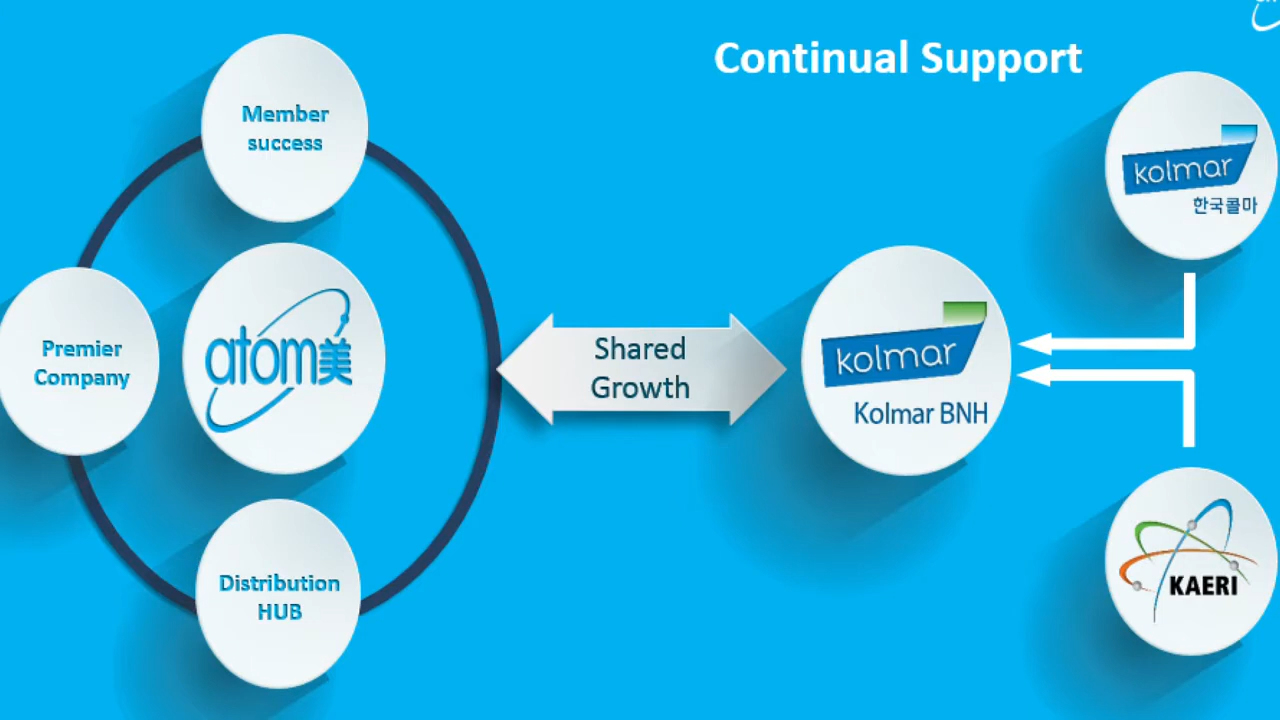 Continual Support
Member
success
Premier
Company
atom美
Distribution
HUB
Shared
Growth
kolmar
Kolmar BNH
kolmar
한국콜마
KAERI